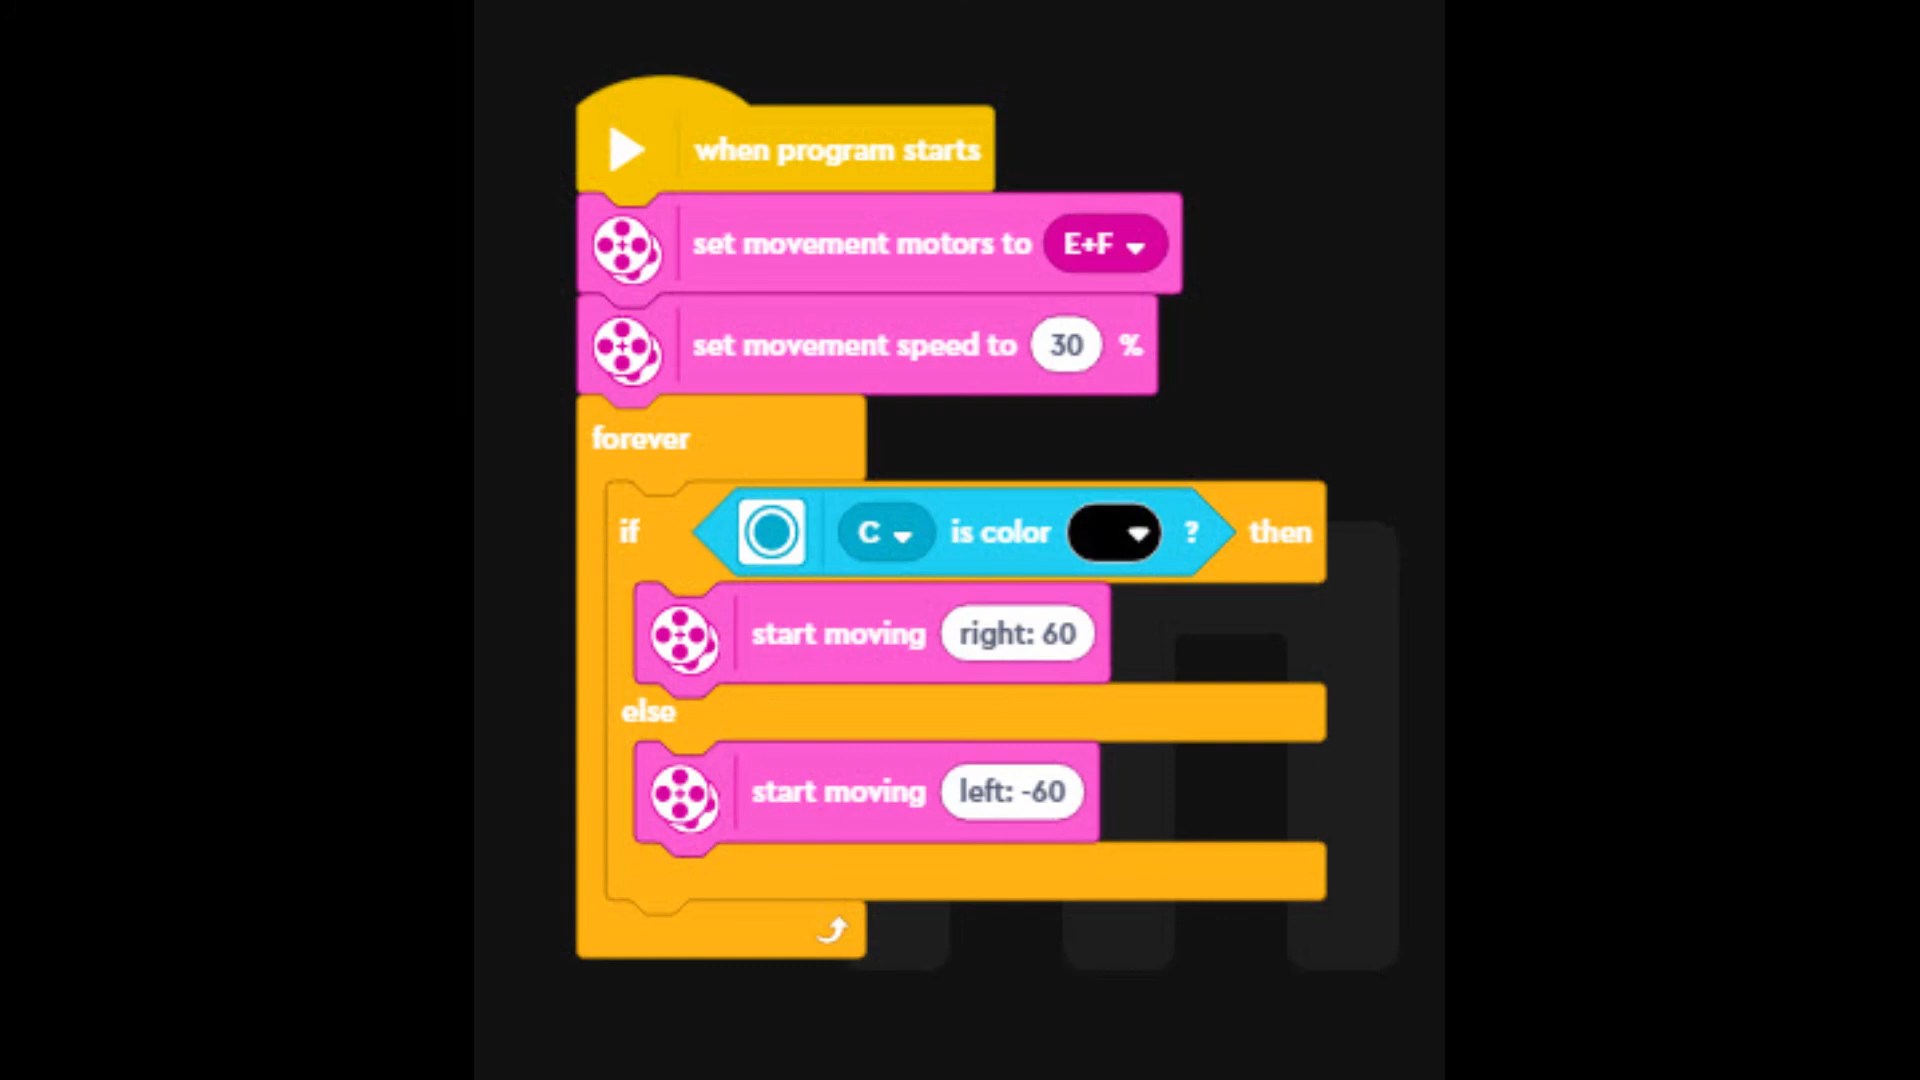 when program starts
set movement motors to E+F
set movement speed to 30 %
forever
if C is color ? then
start moving right: 60
else
start moving left: -60